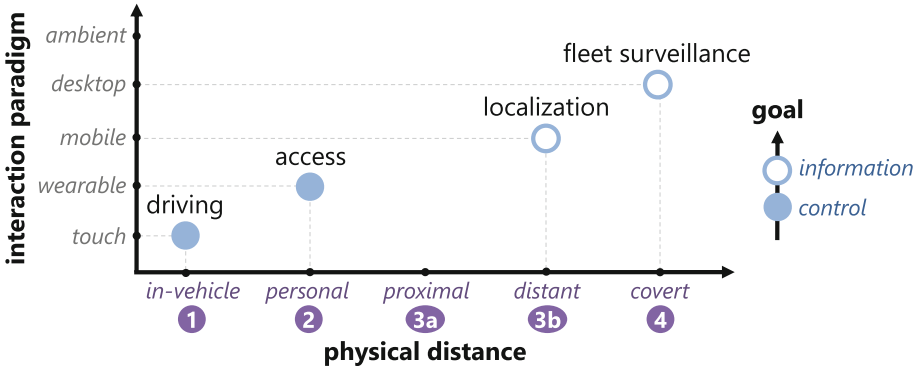 interaction paradigm
ambient
desktop
mobile
wearable
touch
fleet surveillance
localization
access
driving
goal
information
control
in-vehicle
personal
proximal
distant
covert
1
2
3a
3b
4
physical distance